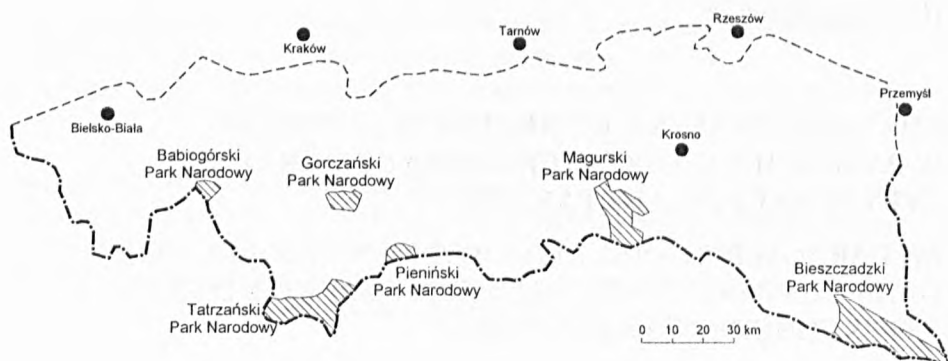 Rzeszów
Tarnów
Kraków
Przemyśl
Bielsko-Biała
Krosno
Babiogórski
Park Narodowy
Gorczański
Park Narodowy
Magurski
Park Narodowy
Pieniński
Park Narodowy
Bieszczadzki
Park Narodowy
Tatrzański
Park Narodowy
0 10 20 30 km